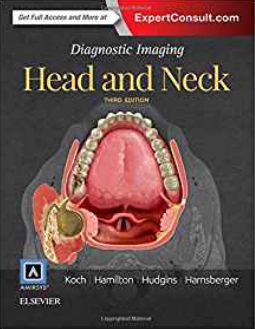 Get Full Access and More at
ExpertConsult.com
Diagnostic Imaging
Head and Neck
THIRD EDITION
AMIRSYS®
ELSEVIER
Koch Hamilton Hudgins Harnsberger